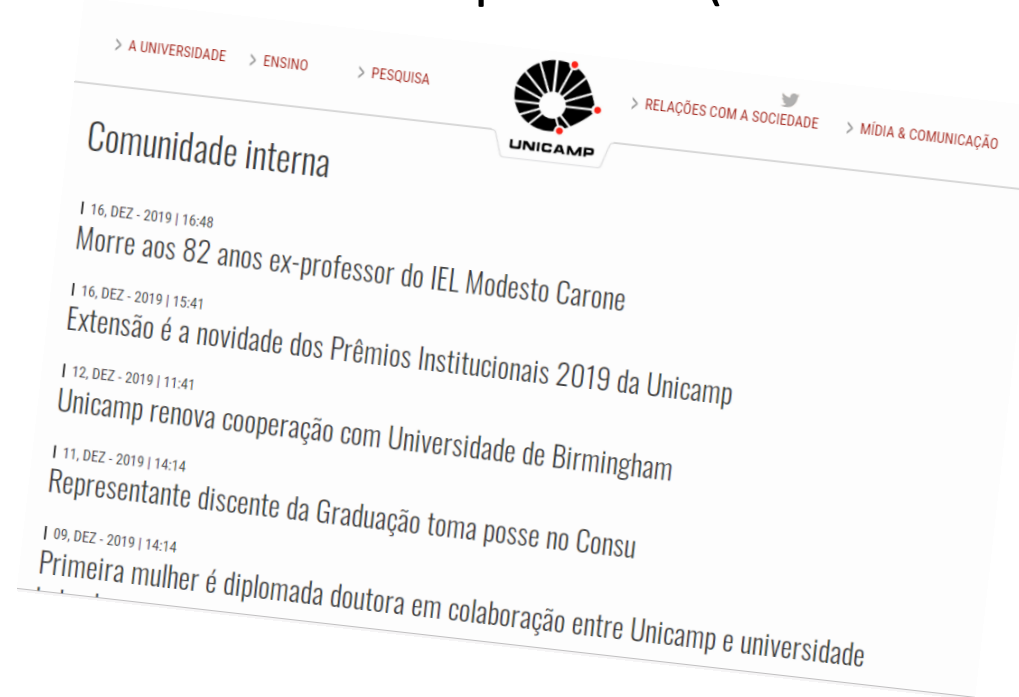 > A UNIVERSIDADE > ENSINO > PESQUISA
UNICAMP
> RELAÇÕES COM A SOCIEDADE > MÍDIA & COMUNICAÇÃO
Comunidade interna
16, DEZ - 2019 | 16:48
Morre aos 82 anos ex-professor do IEL Modesto Carone
16, DEZ - 2019 | 15:41
Extensão é a novidade dos Prêmios Institucionais 2019 da Unicamp
12, DEZ - 2019 | 11:41
Unicamp renova cooperação com Universidade de Birmingham
11, DEZ - 2019 | 14:14
Representante discente da Graduação toma posse no Consu
09, DEZ - 2019 | 14:14
Primeira mulher é diplomada doutora em colaboração entre Unicamp e universidade